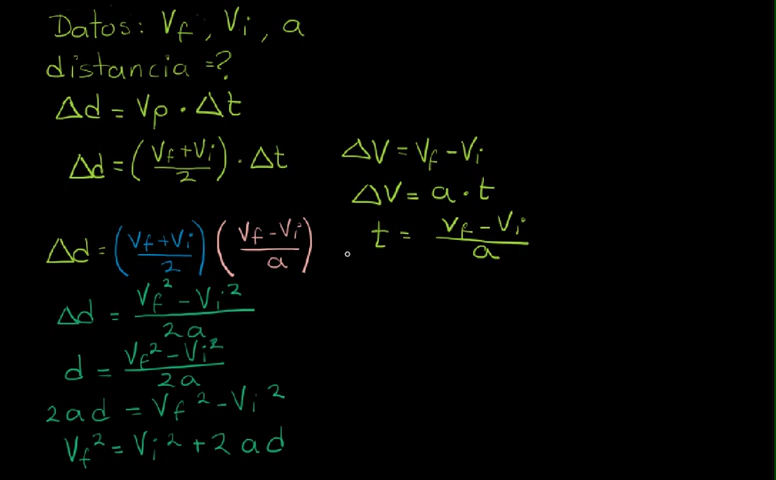 Datos: Vf, Vi, a
distancia =?
Δd = Vp · Δt
Δd = (Vf+Vi/2) · Δt
Δd = (Vf+Vi/2) (Vf-Vi/a)
Δd = Vf² - Vi²/2a
d = Vf² - Vi²/2a
2ad = Vf² - Vi²
Vf² = Vi² + 2ad
ΔV = Vf - Vi
ΔV = a · t
t = Vf - Vi/a